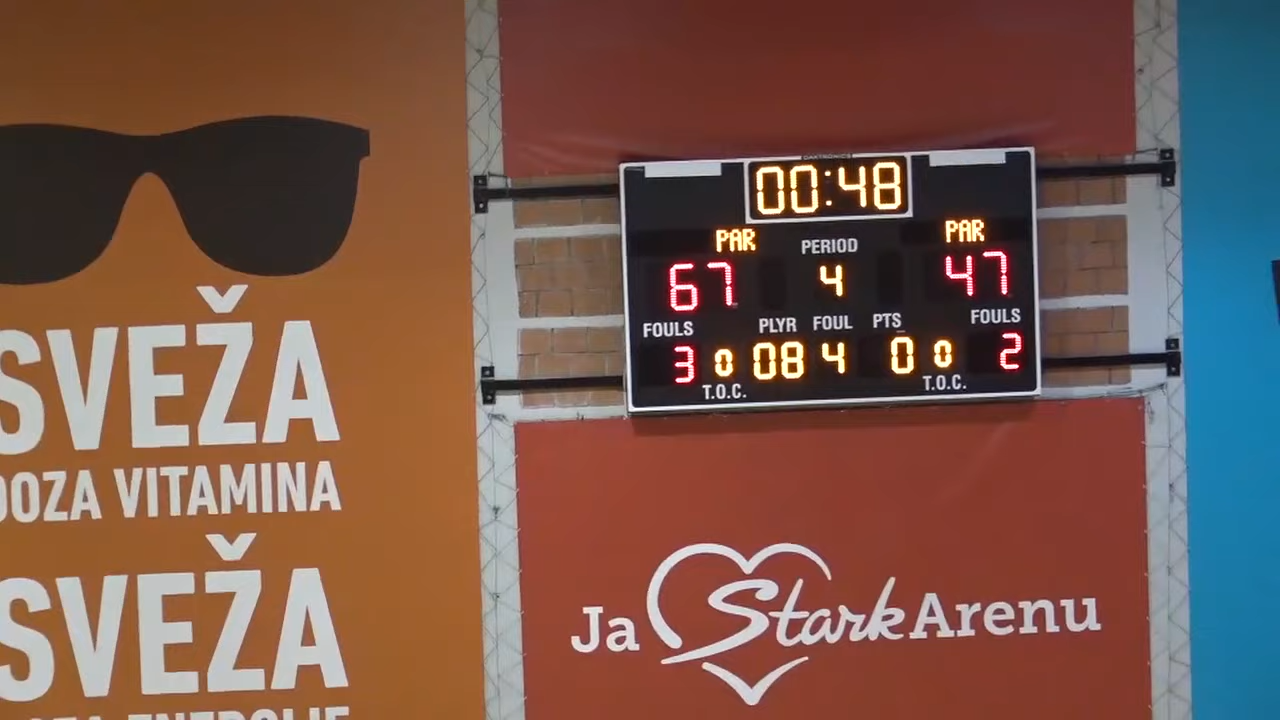 SVEŽA
DOZA VITAMINA
SVEŽA
DAKTRONICS
00:48
PAR PERIOD PAR
67 4 47
FOULS PLYR FOUL PTS FOULS
3 0 08 4 0 0 2
T.O.C. T.O.C.
Ja Stark Arenu